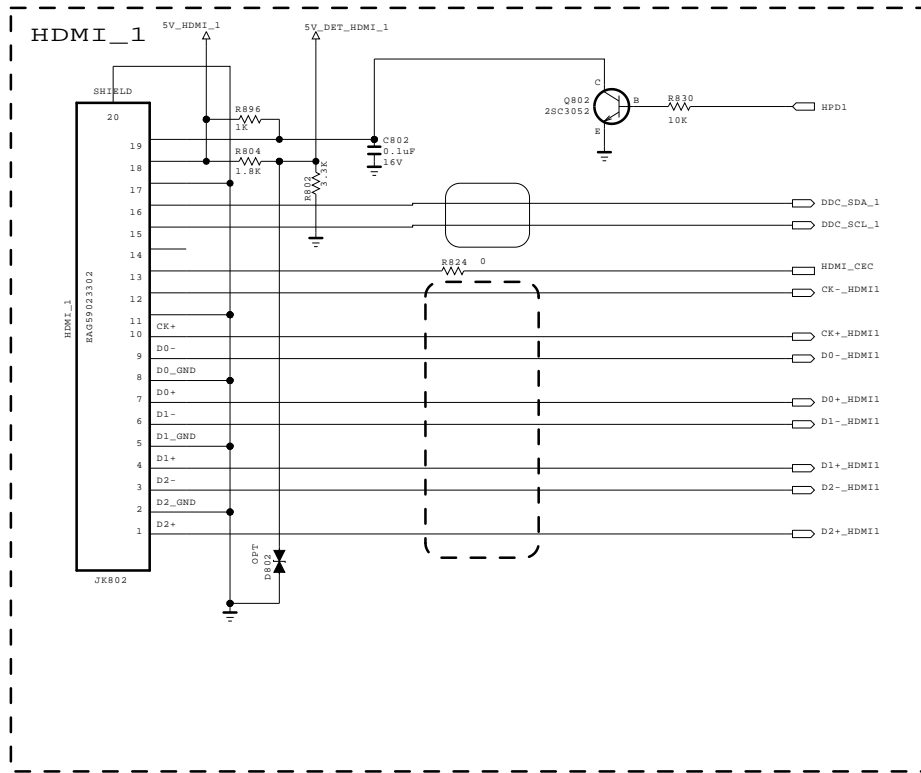 HDMI_1
5V_HDMI_1
5V_DET_HDMI_1
SHIELD
20
R896
1K
C802
0.1uF
16V
R804
1.8K
R802
3.3K
C
Q802
2SC3052
B
E
R830
10K
HPD1
19
18
17
16
DDC_SDA_1
15
DDC_SCL_1
14
R824 0
13
HDMI_CEC
12
CK-_HDMI1
11
CK+
10
CK+_HDMI1
D0-
9
D0-_HDMI1
D0_GND
8
D0+
7
D0+_HDMI1
D1-
6
D1-_HDMI1
D1_GND
5
D1+
4
D1+_HDMI1
D2-
3
D2-_HDMI1
D2_GND
2
D2+
1
D2+_HDMI1
HDMI_1
EAG59023302
OPT
D802
JK802